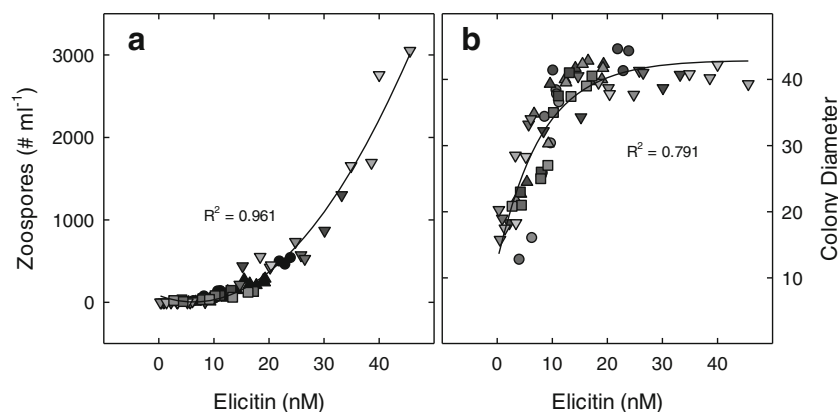 a
b
3000
2000
1000
0
Zoospores (# ml⁻¹)
R² = 0.961
0 10 20 30 40
Elicitin (nM)
R² = 0.791
40
30
20
10
Colony Diameter
0 10 20 30 40
Elicitin (nM)